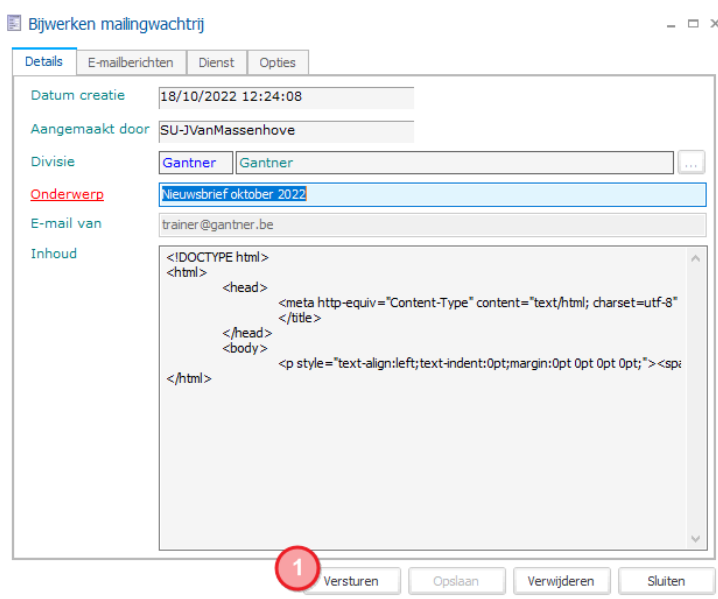 Bijwerken mailingwachtrij
Details E-mailberichten Dienst Opties
Datum creatie 18/10/2022 12:24:08
Aangemaakt door SU-JVanMassenhove
Divisie Gantner Gantner ...
Onderwerp Nieuwsbrief oktober 2022
E-mail van trainer@gantner.be
Inhoud <!DOCTYPE html>
<html>
<head>
<meta http-equiv="Content-Type" content="text/html; charset=utf-8"
</title>
</head>
<body>
<p style="text-align:left;text-indent:0pt;margin:0pt 0pt 0pt 0pt;"><spa
</html>
1
Versturen Opslaan Verwijderen Sluiten